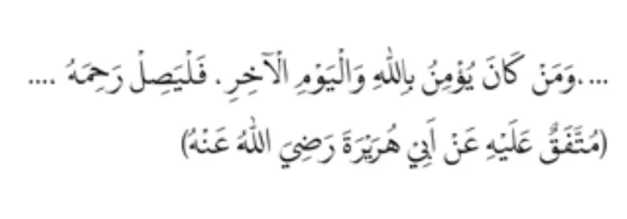 ....وَمَنْ كَانَ يُؤْمِنُ بِاللهِ وَالْيَوْمِ الْآخِرِ . فَلْيَصِلْ رَحِمَهُ ....
(مُتَّفَقٌ عَلَيْهِ عَنْ اَبِيْ هُرَيْرَةَ رَضِيَ اللهُ عَنْهُ)